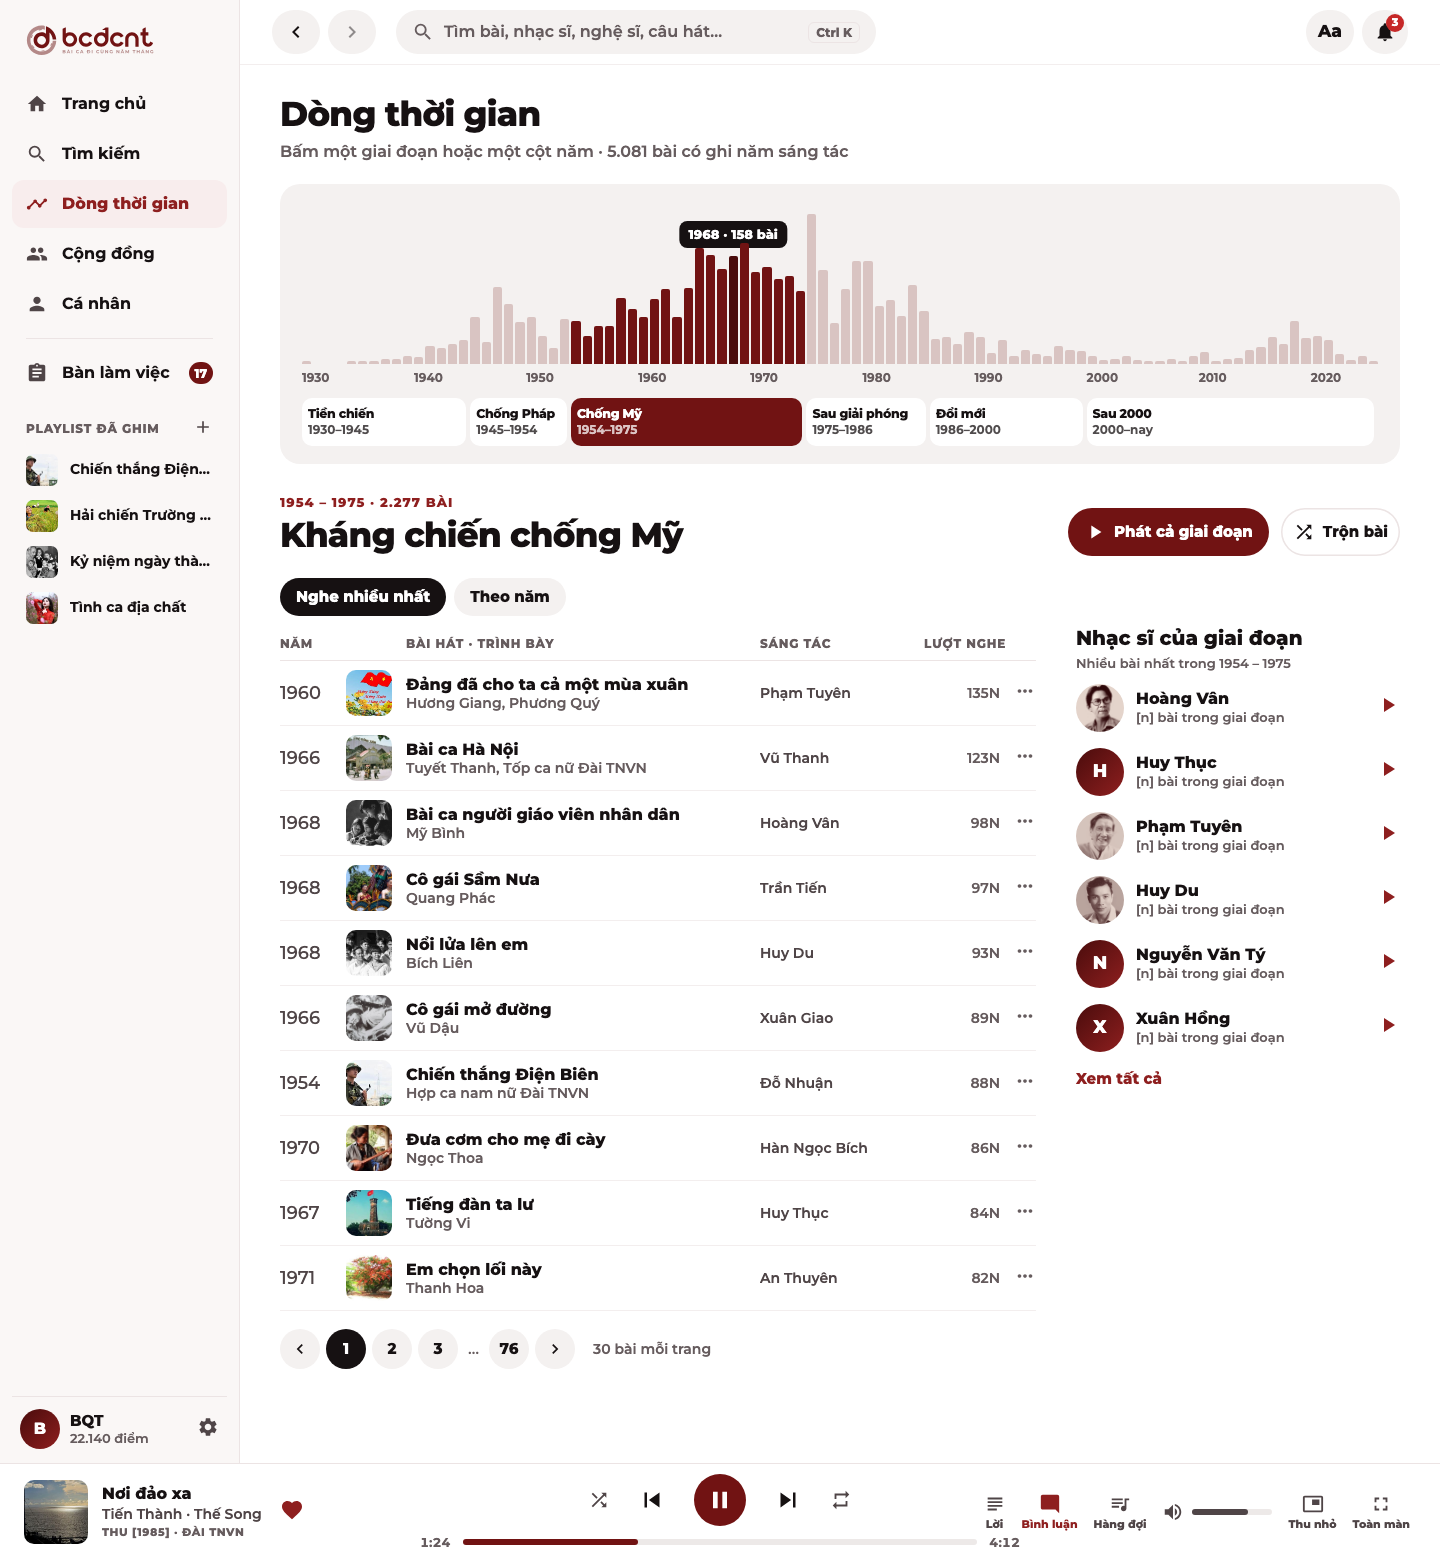 bcdcnt
BÀI CA ĐI CÙNG NĂM THÁNG
Trang chủ
Tìm kiếm
Dòng thời gian
Cộng đồng
Cá nhân
Bàn làm việc 17
PLAYLIST ĐÃ GHIM
Chiến thắng Điện...
Hải chiến Trường ...
Kỷ niệm ngày thà...
Tình ca địa chất
BQT
22.140 điểm
Tìm bài, nhạc sĩ, nghệ sĩ, câu hát... Ctrl K
Aa 3
Dòng thời gian
Bấm một giai đoạn hoặc một cột năm · 5.081 bài có ghi năm sáng tác
1968 · 158 bài
1930 1940 1950 1960 1970 1980 1990 2000 2010 2020
Tiền chiến Chống Pháp Chống Mỹ Sau giải phóng Đổi mới Sau 2000
1930–1945 1945–1954 1954–1975 1975–1986 1986–2000 2000–nay
1954 – 1975 · 2.277 BÀI
Kháng chiến chống Mỹ
Phát cả giai đoạn Trộn bài
Nghe nhiều nhất Theo năm
NĂM BÀI HÁT · TRÌNH BÀY SÁNG TÁC LƯỢT NGHE
1960 Đảng đã cho ta cả một mùa xuân Phạm Tuyên 135N
Hương Giang, Phương Quý
1966 Bài ca Hà Nội Vũ Thanh 123N
Tuyết Thanh, Tốp ca nữ Đài TNVN
1968 Bài ca người giáo viên nhân dân Hoàng Vân 98N
Mỹ Bình
1968 Cô gái Sầm Nưa Trần Tiến 97N
Quang Phác
1968 Nổi lửa lên em Huy Du 93N
Bích Liên
1966 Cô gái mở đường Xuân Giao 89N
Vũ Dậu
1954 Chiến thắng Điện Biên Đỗ Nhuận 88N
Hợp ca nam nữ Đài TNVN
1970 Đưa cơm cho mẹ đi cày Hàn Ngọc Bích 86N
Ngọc Thoa
1967 Tiếng đàn ta lư Huy Thục 84N
Tường Vi
1971 Em chọn lối này An Thuyên 82N
Thanh Hoa
1 2 3 ... 76 30 bài mỗi trang
Nhạc sĩ của giai đoạn
Nhiều bài nhất trong 1954 – 1975
Hoàng Vân
[n] bài trong giai đoạn
H Huy Thục
[n] bài trong giai đoạn
Phạm Tuyên
[n] bài trong giai đoạn
Huy Du
[n] bài trong giai đoạn
N Nguyễn Văn Tý
[n] bài trong giai đoạn
X Xuân Hồng
[n] bài trong giai đoạn
Xem tất cả
B
Nơi đảo xa
Tiến Thành · Thế Song
THU [1985] · ĐÀI TNVN
1:24 4:12
Lời Bình luận Hàng đợi Thu nhỏ Toàn màn